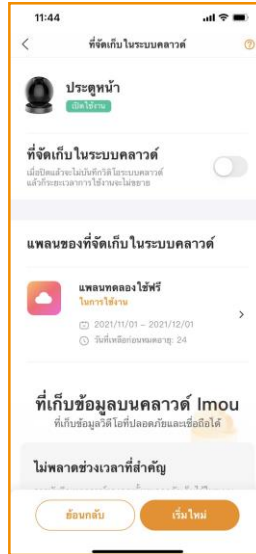 11:44
ที่จัดเก็บในระบบคลาวด์
ประตูหน้า
เปิดใช้งาน
ที่จัดเก็บในระบบคลาวด์
เมื่อปิดแล้วจะไม่บันทึกวิดีโอระบบคลาวด์
แล้วก็ระยะเวลาการใช้งานจะไม่ขยาย
แพลนของที่จัดเก็บในระบบคลาวด์
แพลนทดลองใช้ฟรี
ในการใช้งาน
2021/11/01 – 2021/12/01
วันที่เหลือก่อนหมดอายุ: 24
ที่เก็บข้อมูลบนคลาวด์ Imou
ที่เก็บข้อมูลวิดีโอที่ปลอดภัยและเชื่อถือได้
ไม่พลาดช่วงเวลาที่สำคัญ
ย้อนกลับ
เริ่มใหม่